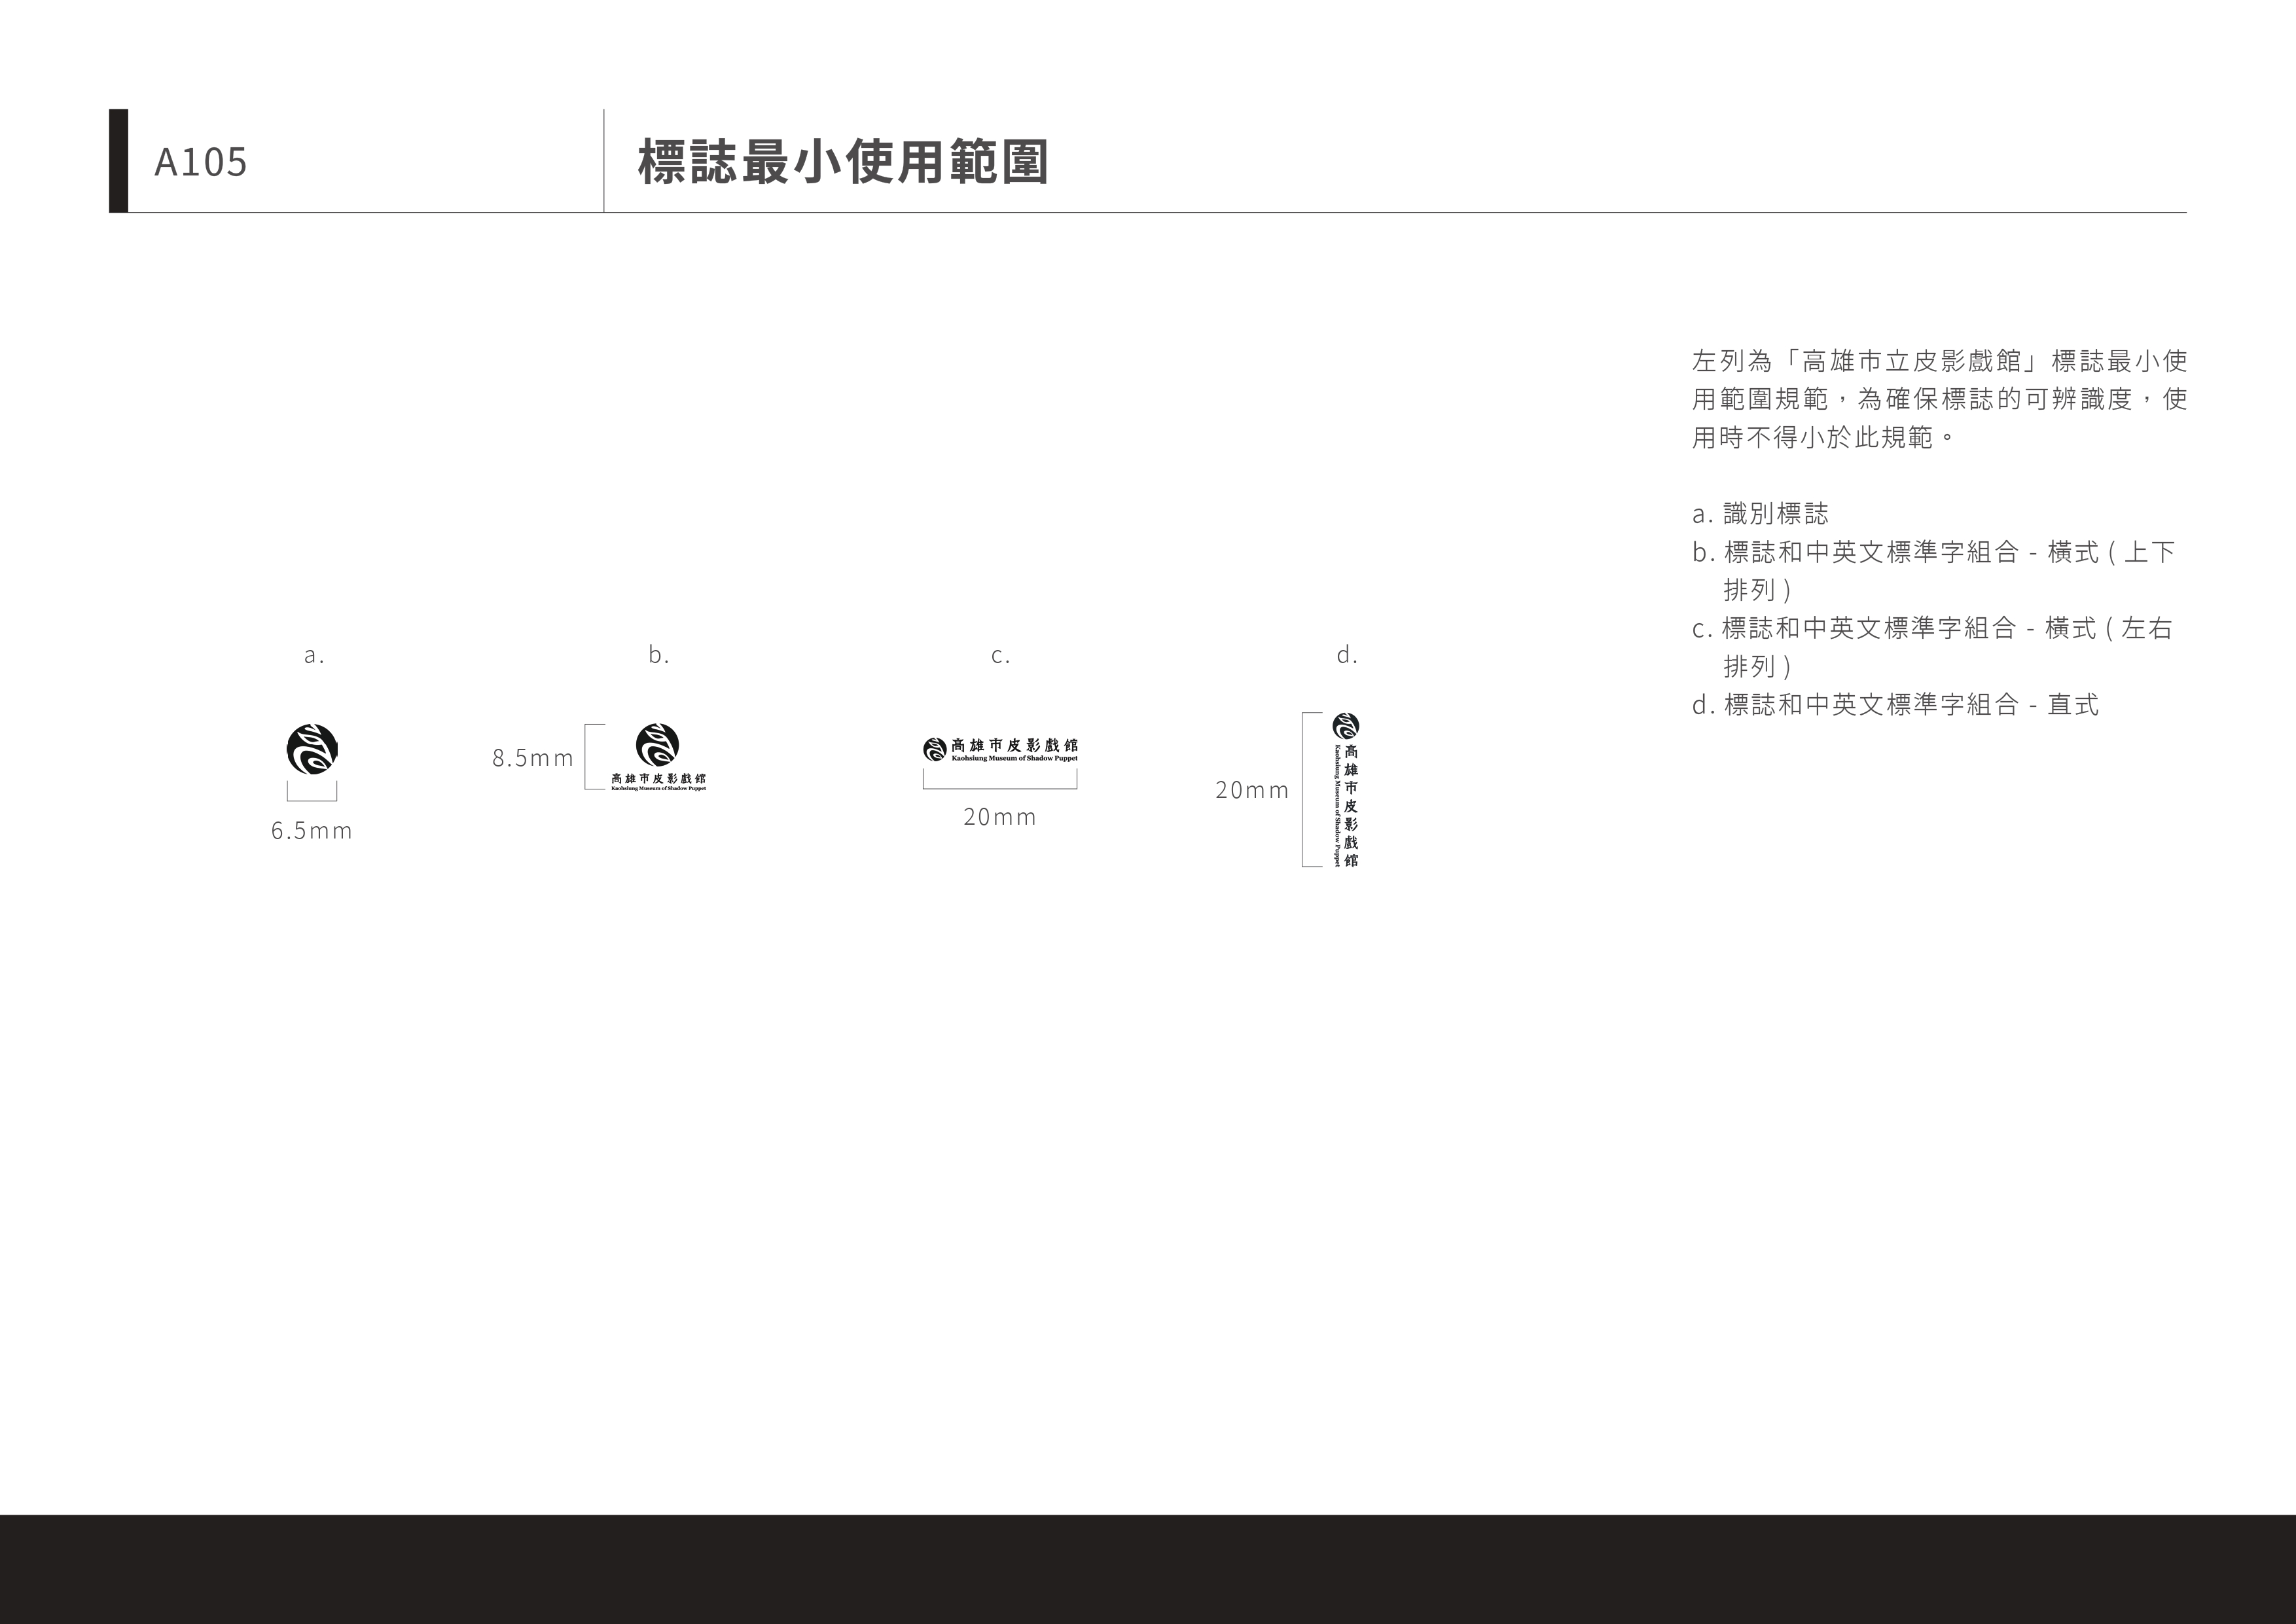 A105
標誌最小使用範圍
左列為「高雄市立皮影戲館」標誌最小使
用範圍規範，為確保標誌的可辨識度，使
用時不得小於此規範。
a. 識別標誌
b. 標誌和中英文標準字組合 - 橫式 ( 上下
排列 )
c. 標誌和中英文標準字組合 - 橫式 ( 左右
排列 )
d. 標誌和中英文標準字組合 - 直式
a.
6.5mm
b.
8.5mm
高雄市皮影戲館
Kaohsiung Museum of Shadow Puppet
c.
高雄市皮影戲館
Kaohsiung Museum of Shadow Puppet
20mm
d.
20mm
高雄市皮影戲館
Kaohsiung Museum of Shadow Puppet